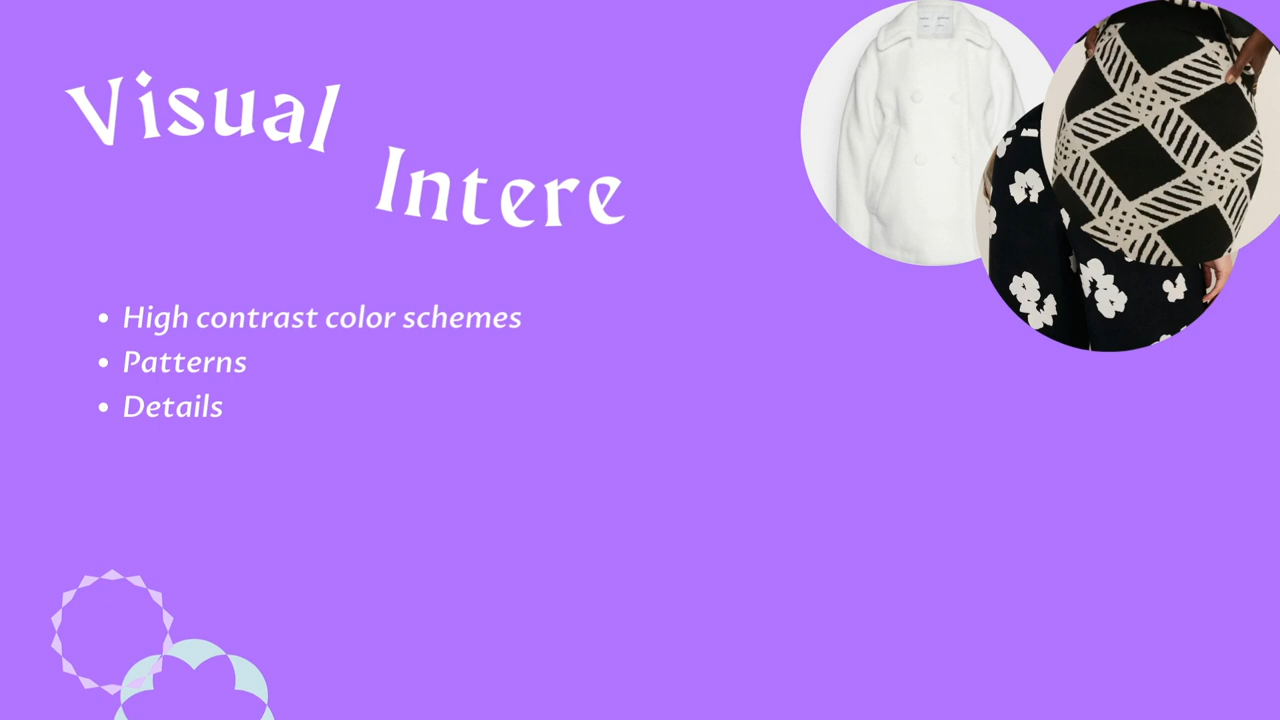 Visual
Intere
High contrast color schemes
Patterns
Details